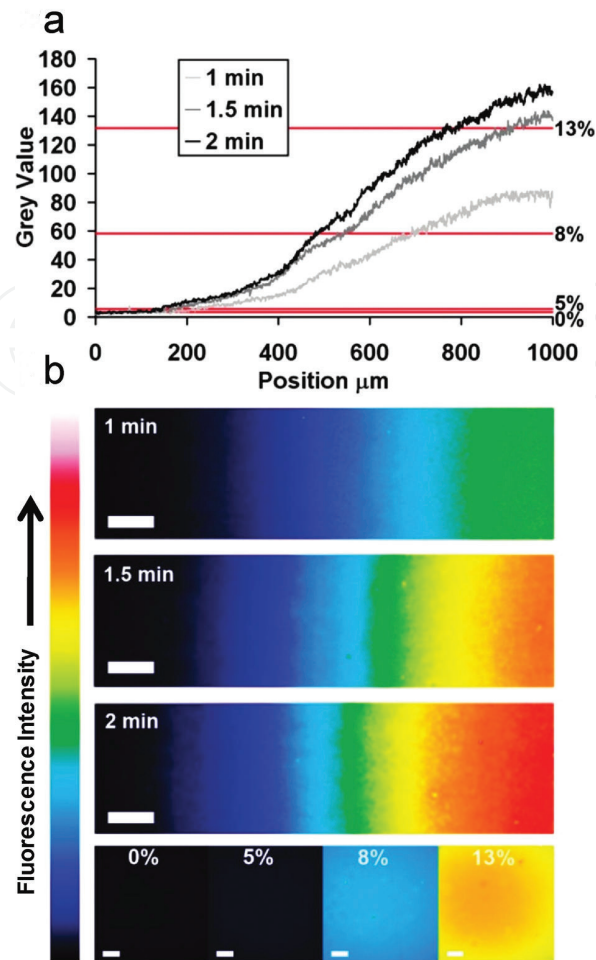 a
180
160
140
120
100
80
60
40
20
0
Grey Value
1 min
1.5 min
2 min
13%
8%
5%
0%
0 200 400 600 800 1000
Position μm
b
Fluorescence Intensity
1 min
1.5 min
2 min
0% 5% 8% 13%